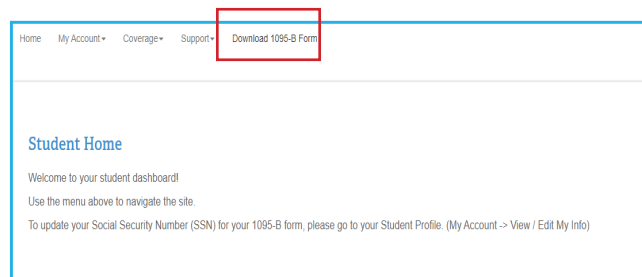 Home My Account Coverage Support Download 1095-B Form
Student Home
Welcome to your student dashboard!
Use the menu above to navigate the site.
To update your Social Security Number (SSN) for your 1095-B form, please go to your Student Profile. (My Account -> View / Edit My Info)